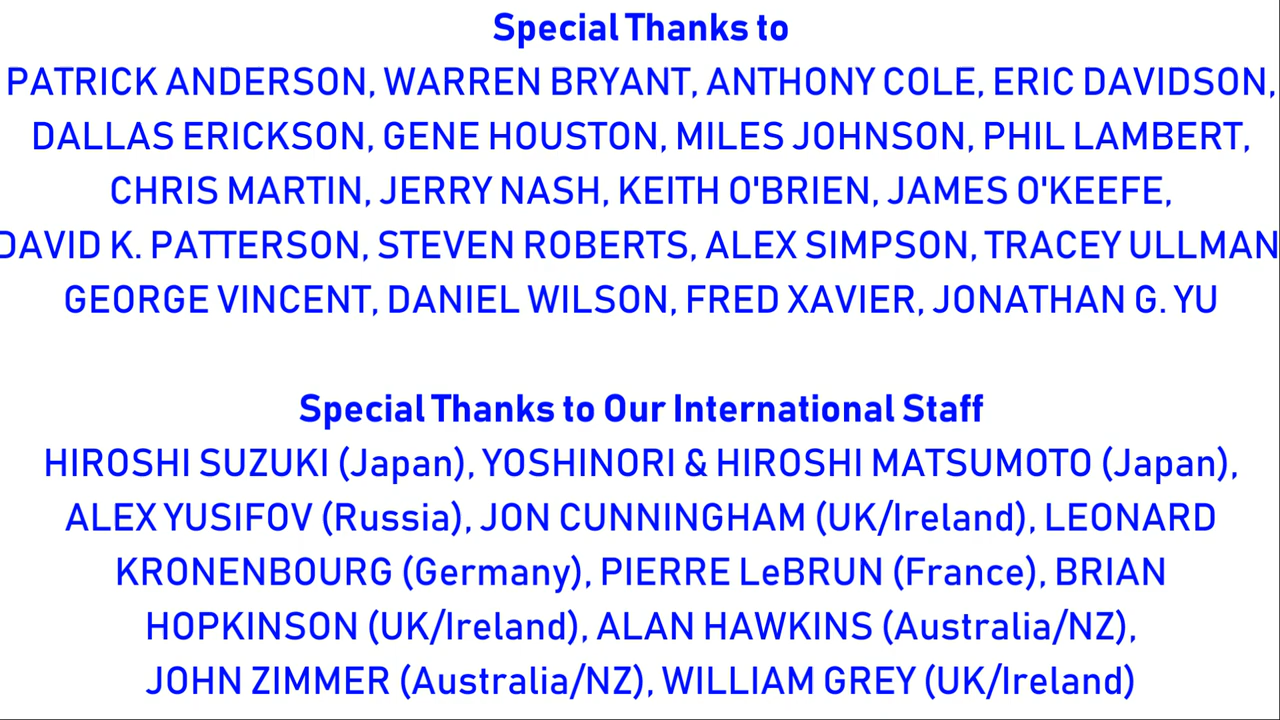 Special Thanks to
PATRICK ANDERSON, WARREN BRYANT, ANTHONY COLE, ERIC DAVIDSON,
DALLAS ERICKSON, GENE HOUSTON, MILES JOHNSON, PHIL LAMBERT,
CHRIS MARTIN, JERRY NASH, KEITH O'BRIEN, JAMES O'KEEFE,
DAVID K. PATTERSON, STEVEN ROBERTS, ALEX SIMPSON, TRACEY ULLMAN
GEORGE VINCENT, DANIEL WILSON, FRED XAVIER, JONATHAN G. YU
Special Thanks to Our International Staff
HIROSHI SUZUKI (Japan), YOSHINORI & HIROSHI MATSUMOTO (Japan),
ALEX YUSIFOV (Russia), JON CUNNINGHAM (UK/Ireland), LEONARD
KRONENBOURG (Germany), PIERRE LeBRUN (France), BRIAN
HOPKINSON (UK/Ireland), ALAN HAWKINS (Australia/NZ),
JOHN ZIMMER (Australia/NZ), WILLIAM GREY (UK/Ireland)